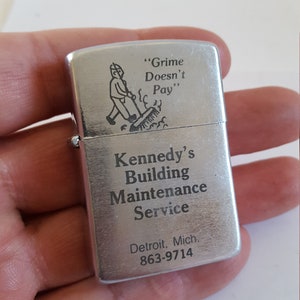 "Grime
Doesn't
Pay"
Kennedy's
Building
Maintenance
Service
Detroit, Mich.
863-9714